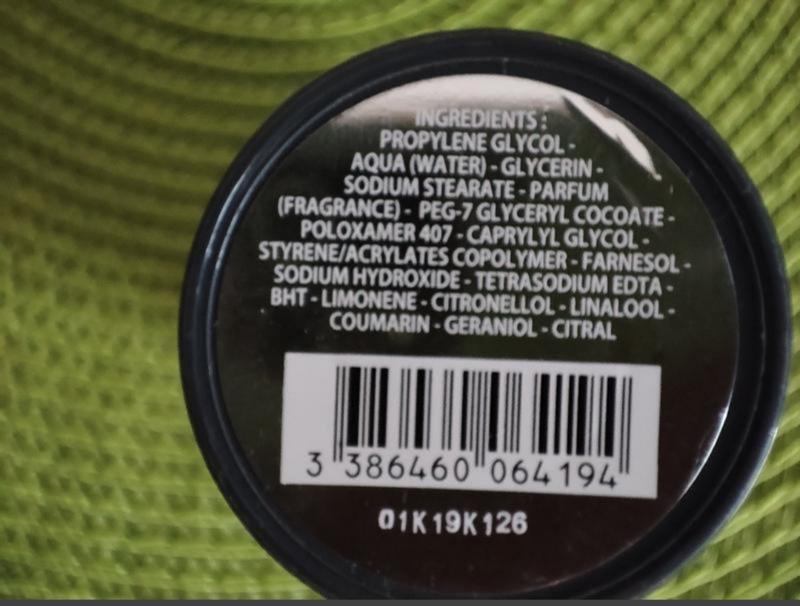 INGREDIENTS :
PROPYLENE GLYCOL -
AQUA (WATER) - GLYCERIN -
SODIUM STEARATE - PARFUM
(FRAGRANCE) - PEG-7 GLYCERYL COCOATE -
POLOXAMER 407 - CAPRYLYL GLYCOL -
STYRENE/ACRYLATES COPOLYMER - FARNESOL -
SODIUM HYDROXIDE - TETRASODIUM EDTA -
BHT - LIMONENE - CITRONELLOL - LINALOOL -
COUMARIN - GERANIOL - CITRAL
3 386460 064194
01K19K126